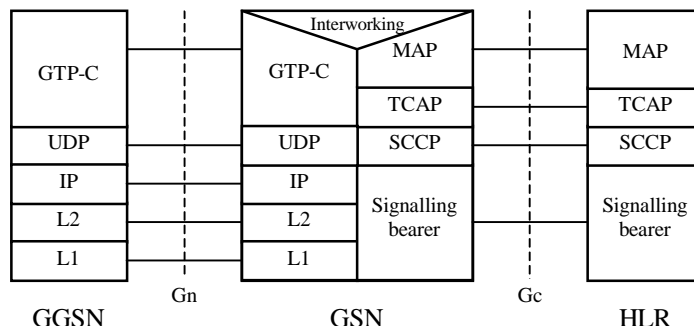 Interworking
GTP-C
GTP-C
MAP
MAP
TCAP
TCAP
UDP
UDP
SCCP
SCCP
IP
IP
L2
L2
Signalling
bearer
Signalling
bearer
L1
L1
Gn
Gc
GGSN
GSN
HLR